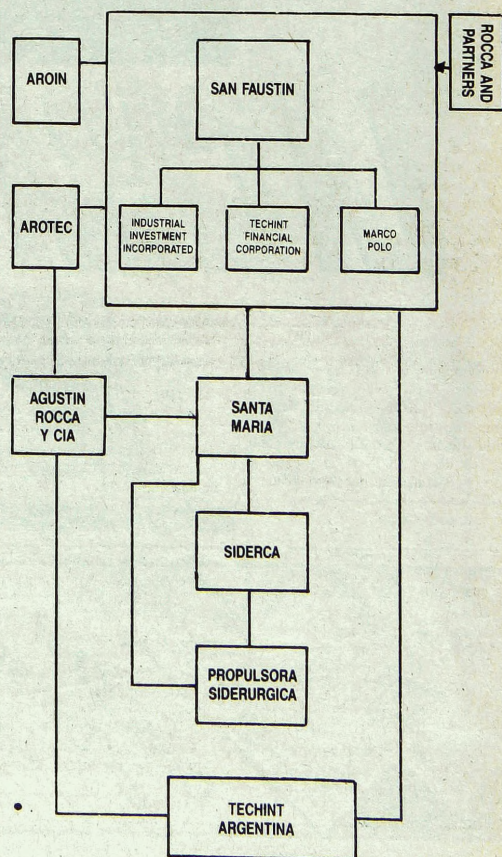 ROCCA AND
PARTNERS
AROIN
SAN FAUSTIN
AROTEC
INDUSTRIAL
INVESTMENT
INCORPORATED
TECHINT
FINANCIAL
CORPORATION
MARCO
POLO
AGUSTIN
ROCCA
Y CIA
SANTA
MARIA
SIDERCA
PROPULSORA
SIDERURGICA
TECHINT
ARGENTINA